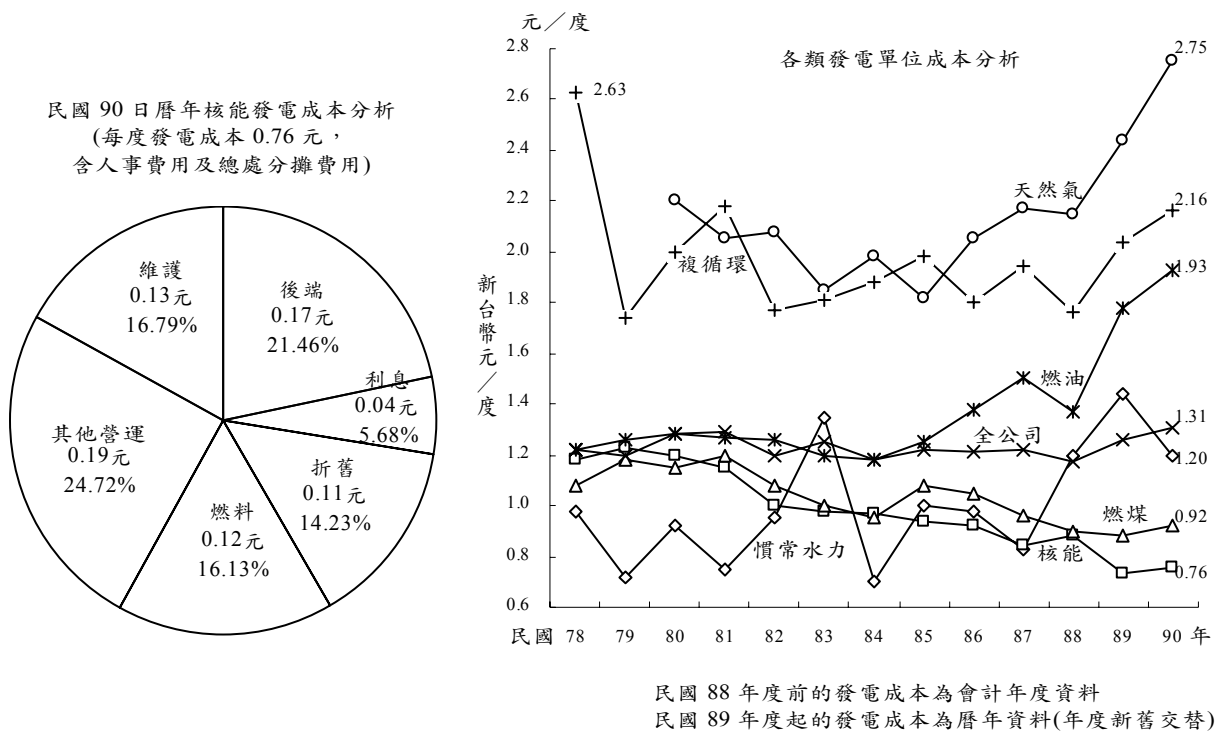 民國 90 日曆年核能發電成本分析
(每度發電成本 0.76 元，
含人事費用及總處分攤費用)
維護
0.13元
16.79%
後端
0.17元
21.46%
利息
0.04元
5.68%
折舊
0.11元
14.23%
燃料
0.12元
16.13%
其他營運
0.19元
24.72%
元／度
各類發電單位成本分析
新台幣元／度
2.8
2.6
2.4
2.2
2.0
1.8
1.6
1.4
1.2
1.0
0.8
0.6
2.63
2.75
天然氣
2.16
複循環
1.93
燃油
1.31
全公司
1.20
燃煤
0.92
慣常水力
核能
0.76
民國 78 79 80 81 82 83 84 85 86 87 88 89 90 年
民國 88 年度前的發電成本為會計年度資料
民國 89 年度起的發電成本為曆年資料(年度新舊交替)